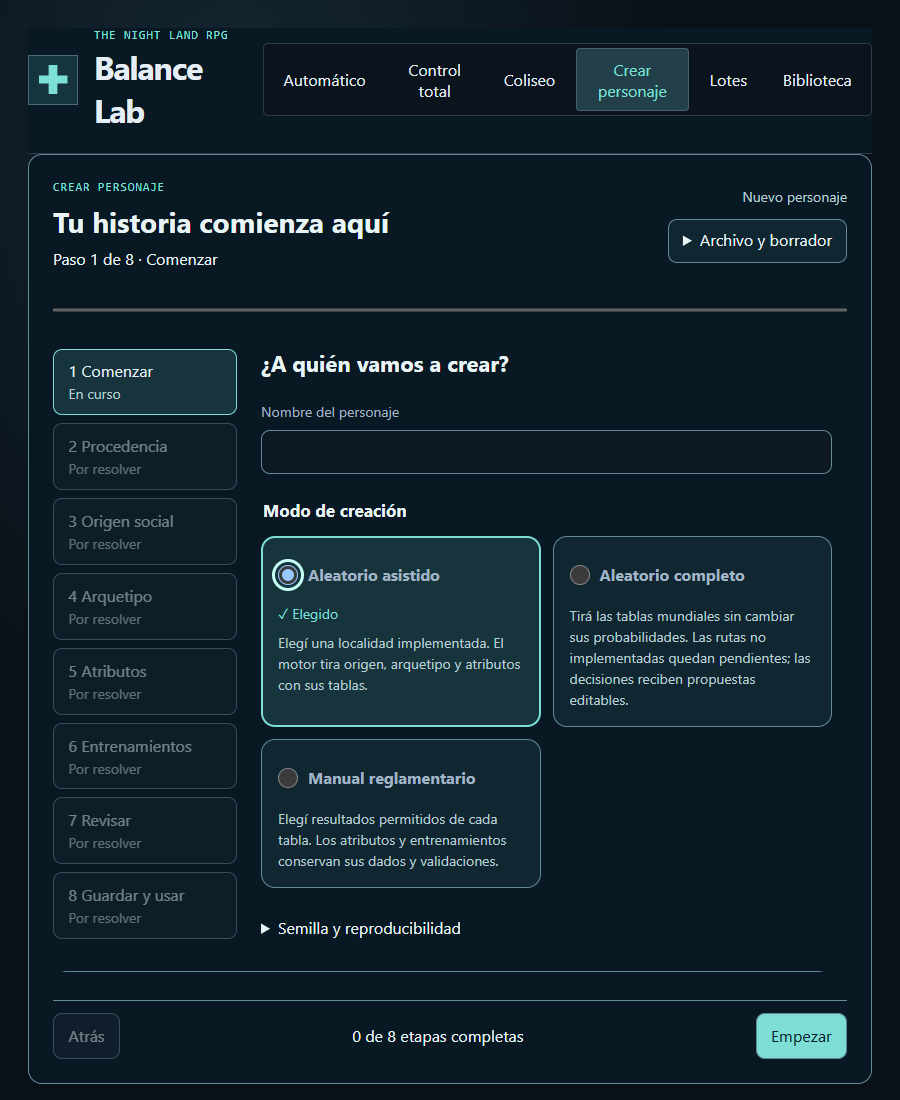 THE NIGHT LAND RPG
Balance
Lab
Automático
Control
total
Coliseo
Crear
personaje
Lotes
Biblioteca
CREAR PERSONAJE
Tu historia comienza aquí
Paso 1 de 8 · Comenzar
Nuevo personaje
▶ Archivo y borrador
1 Comenzar
En curso
2 Procedencia
Por resolver
3 Origen social
Por resolver
4 Arquetipo
Por resolver
5 Atributos
Por resolver
6 Entrenamientos
Por resolver
7 Revisar
Por resolver
8 Guardar y usar
Por resolver
¿A quién vamos a crear?
Nombre del personaje
Modo de creación
Aleatorio asistido
✓ Elegido
Elegí una localidad implementada. El
motor tira origen, arquetipo y atributos
con sus tablas.
Aleatorio completo
Tirá las tablas mundiales sin cambiar
sus probabilidades. Las rutas no
implementadas quedan pendientes; las
decisiones reciben propuestas
editables.
Manual reglamentario
Elegí resultados permitidos de cada
tabla. Los atributos y entrenamientos
conservan sus dados y validaciones.
▶ Semilla y reproducibilidad
Atrás
0 de 8 etapas completas
Empezar